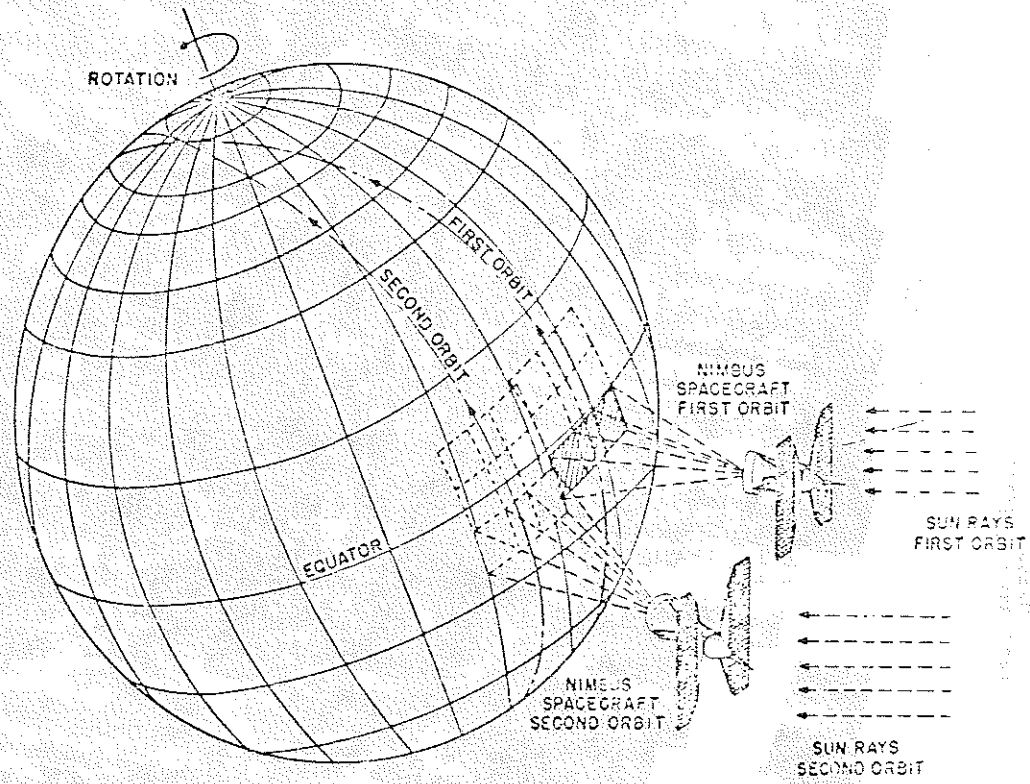 ROTATION
FIRST ORBIT
SECOND ORBIT
NIMBUS
SPACECRAFT
FIRST ORBIT
SUN RAYS
FIRST ORBIT
EQUATOR
NIMBUS
SPACECRAFT
SECOND ORBIT
SUN RAYS
SECOND ORBIT